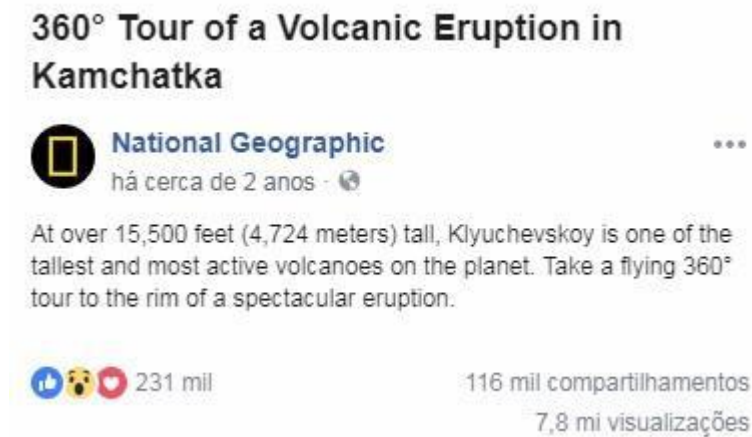 360° Tour of a Volcanic Eruption in
Kamchatka
National Geographic
há cerca de 2 anos ·
At over 15,500 feet (4,724 meters) tall, Klyuchevskoy is one of the
tallest and most active volcanoes on the planet. Take a flying 360°
tour to the rim of a spectacular eruption.
231 mil
116 mil compartilhamentos
7,8 mi visualizações